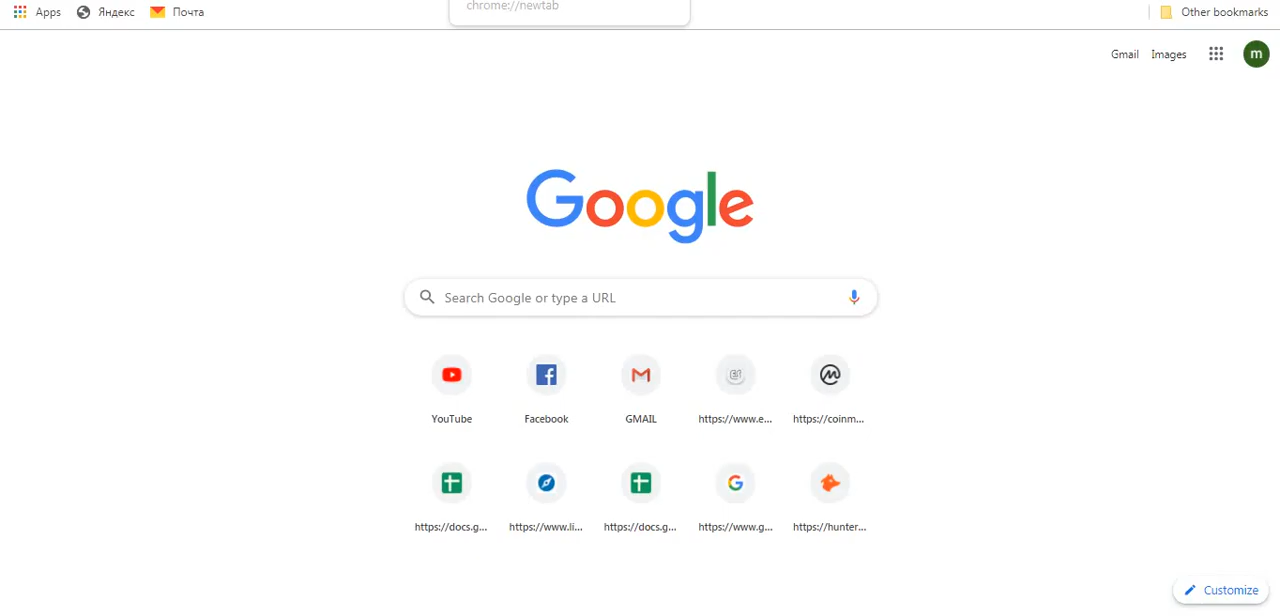 chrome://newtab
Apps Яндекс Почта Other bookmarks
Gmail Images m
Google
Search Google or type a URL
YouTube Facebook GMAIL https://www.e... https://coinm...
https://docs.g... https://www.li... https://docs.g... https://www.g... https://hunter...
Customize